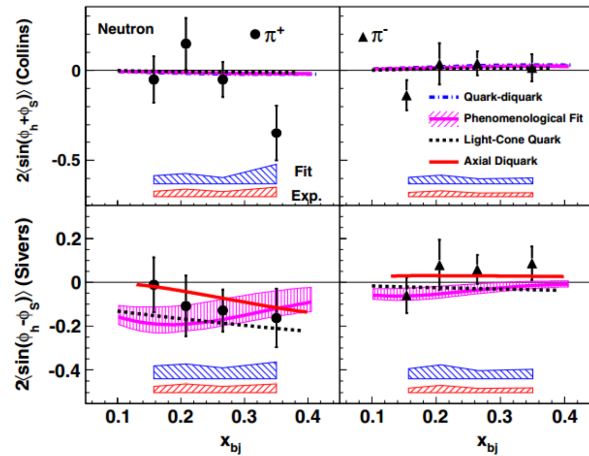 Neutron
π+
π-
2⟨sin(ϕh+ϕS)⟩ (Collins)
0
-0.5
Quark-diquark
Phenomenological Fit
Light-Cone Quark
Axial Diquark
Fit
Exp.
2⟨sin(ϕh-ϕS)⟩ (Sivers)
0.2
0
-0.2
-0.4
0.1 0.2 0.3 0.4 0.1 0.2 0.3 0.4
xbj xbj